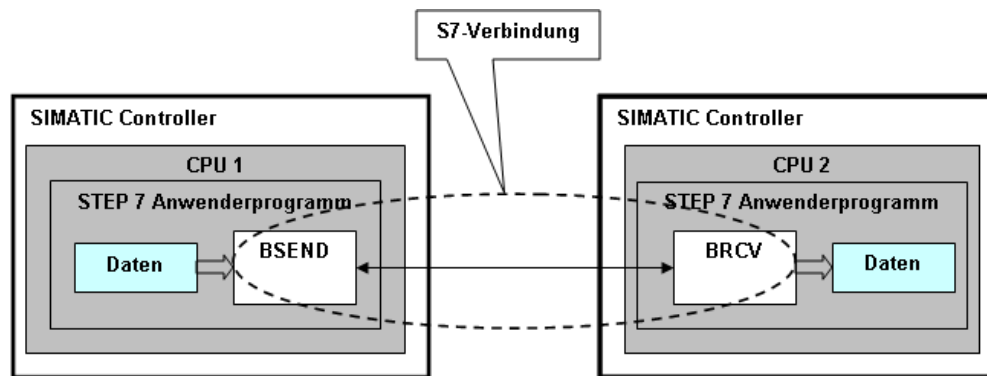 S7-Verbindung
SIMATIC Controller
CPU 1
STEP 7 Anwenderprogramm
Daten
BSEND
SIMATIC Controller
CPU 2
STEP 7 Anwenderprogramm
BRCV
Daten